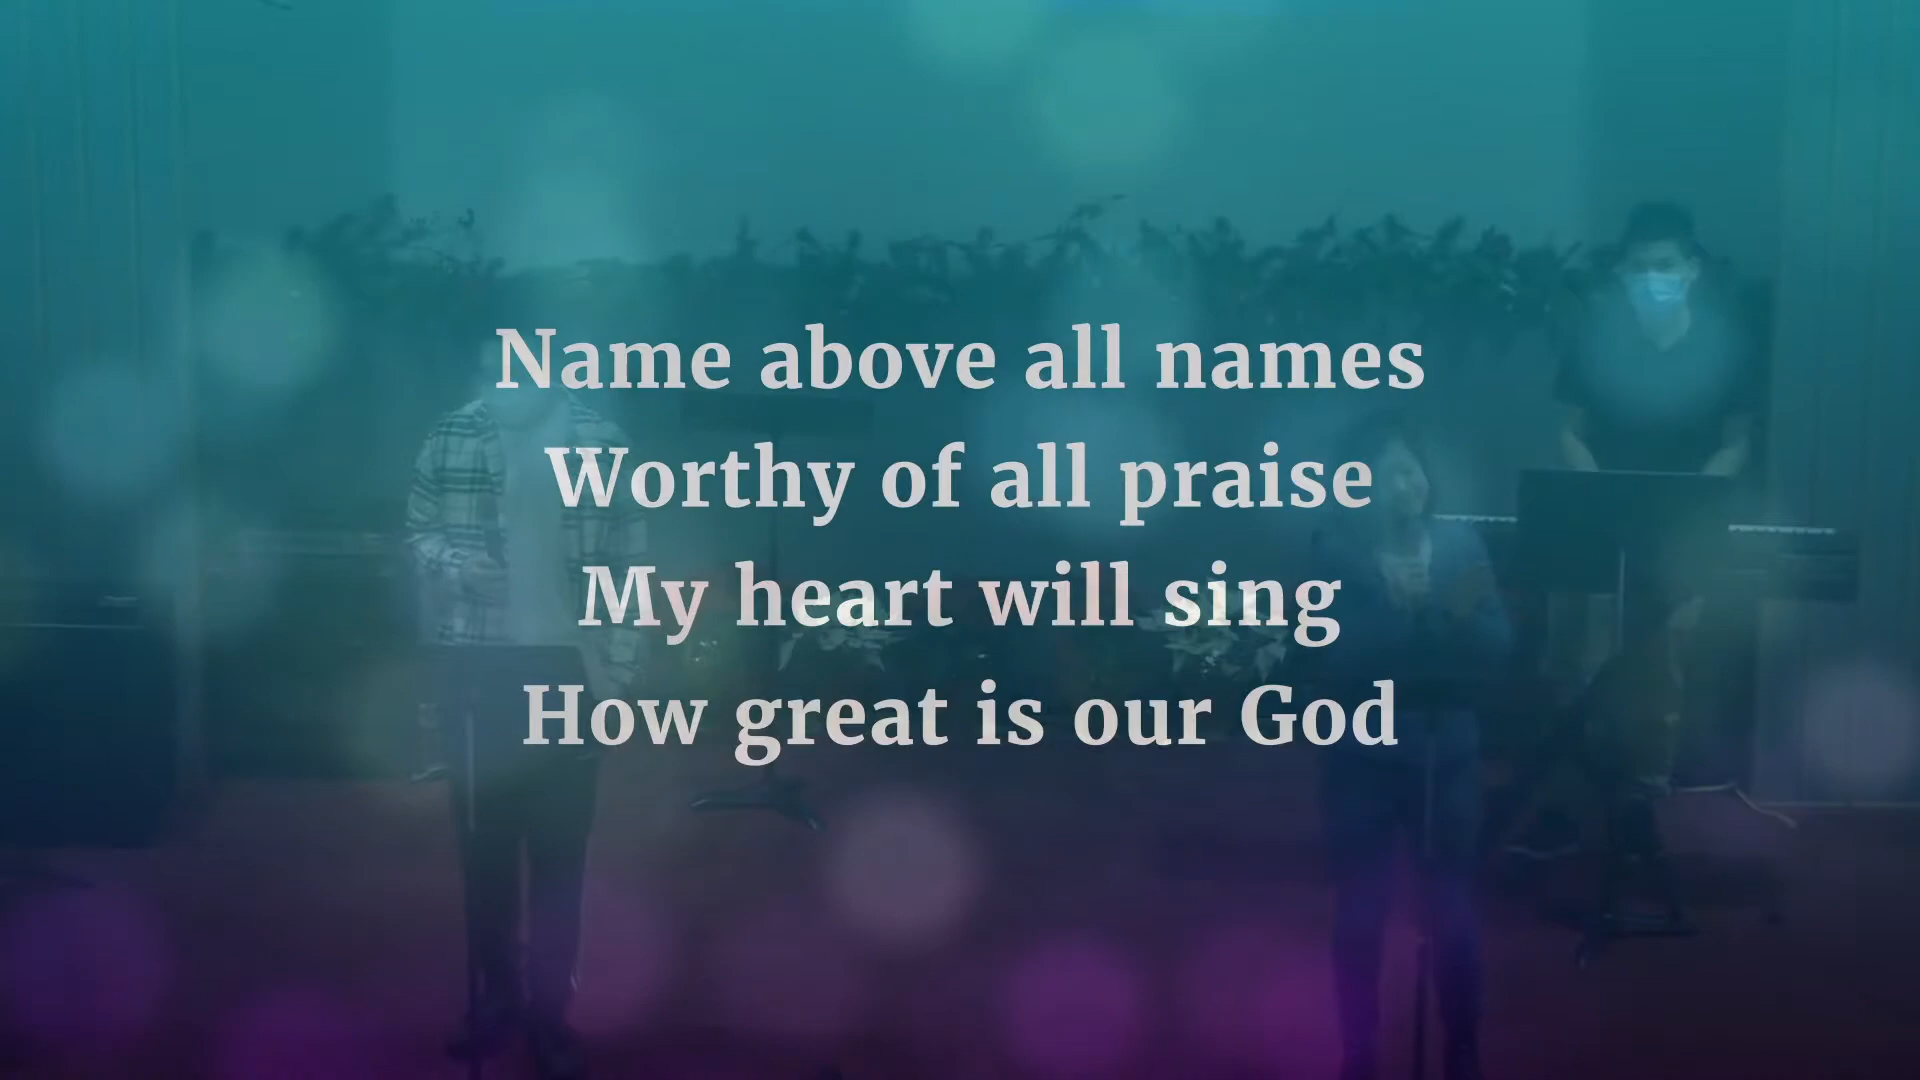 Name above all names
Worthy of all praise
My heart will sing
How great is our God